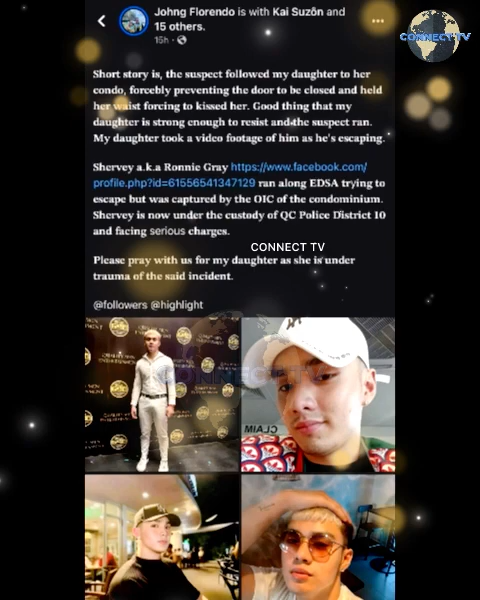 Johng Florendo is with Kai Suzōn and
15 others.
15h
CONNECT TV
Short story is, the suspect followed my daughter to her
condo, forcebly preventing the door to be closed and held
her waist forcing to kissed her. Good thing that my
daughter is strong enough to resist and the suspect ran.
My daughter took a video footage of him as he's escaping.
Shervey a.k.a Ronnie Gray https://www.facebook.com/
profile.php?id=61556541347129 ran along EDSA tryíng to
escape but was captured by the OIC of the condominium.
Shervey is now under the custody of QC Police District 10
and facing serious charges.
CONNECT TV
Please pray with us for my daughter as she is under
trauma of the said incident.
@followers @highlight
CONNECT TV
CLAIM